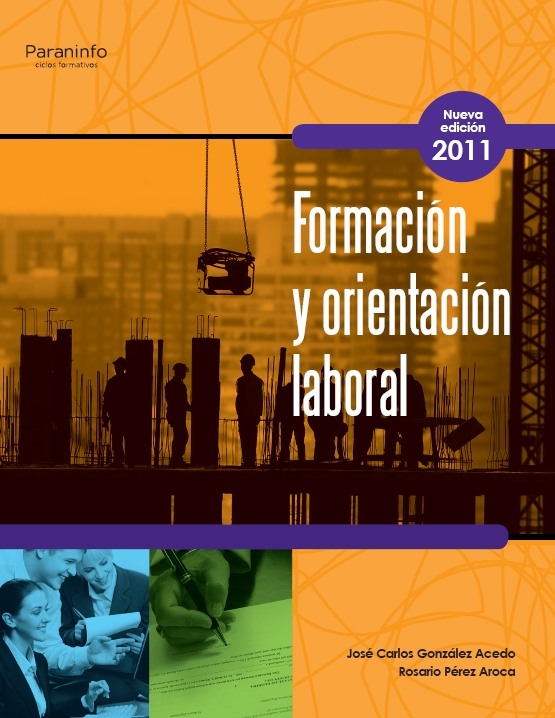 Paraninfo
ciclos formativos
Nueva
edición
2011
Formación
y orientación
laboral
José Carlos González Acedo
Rosario Pérez Aroca